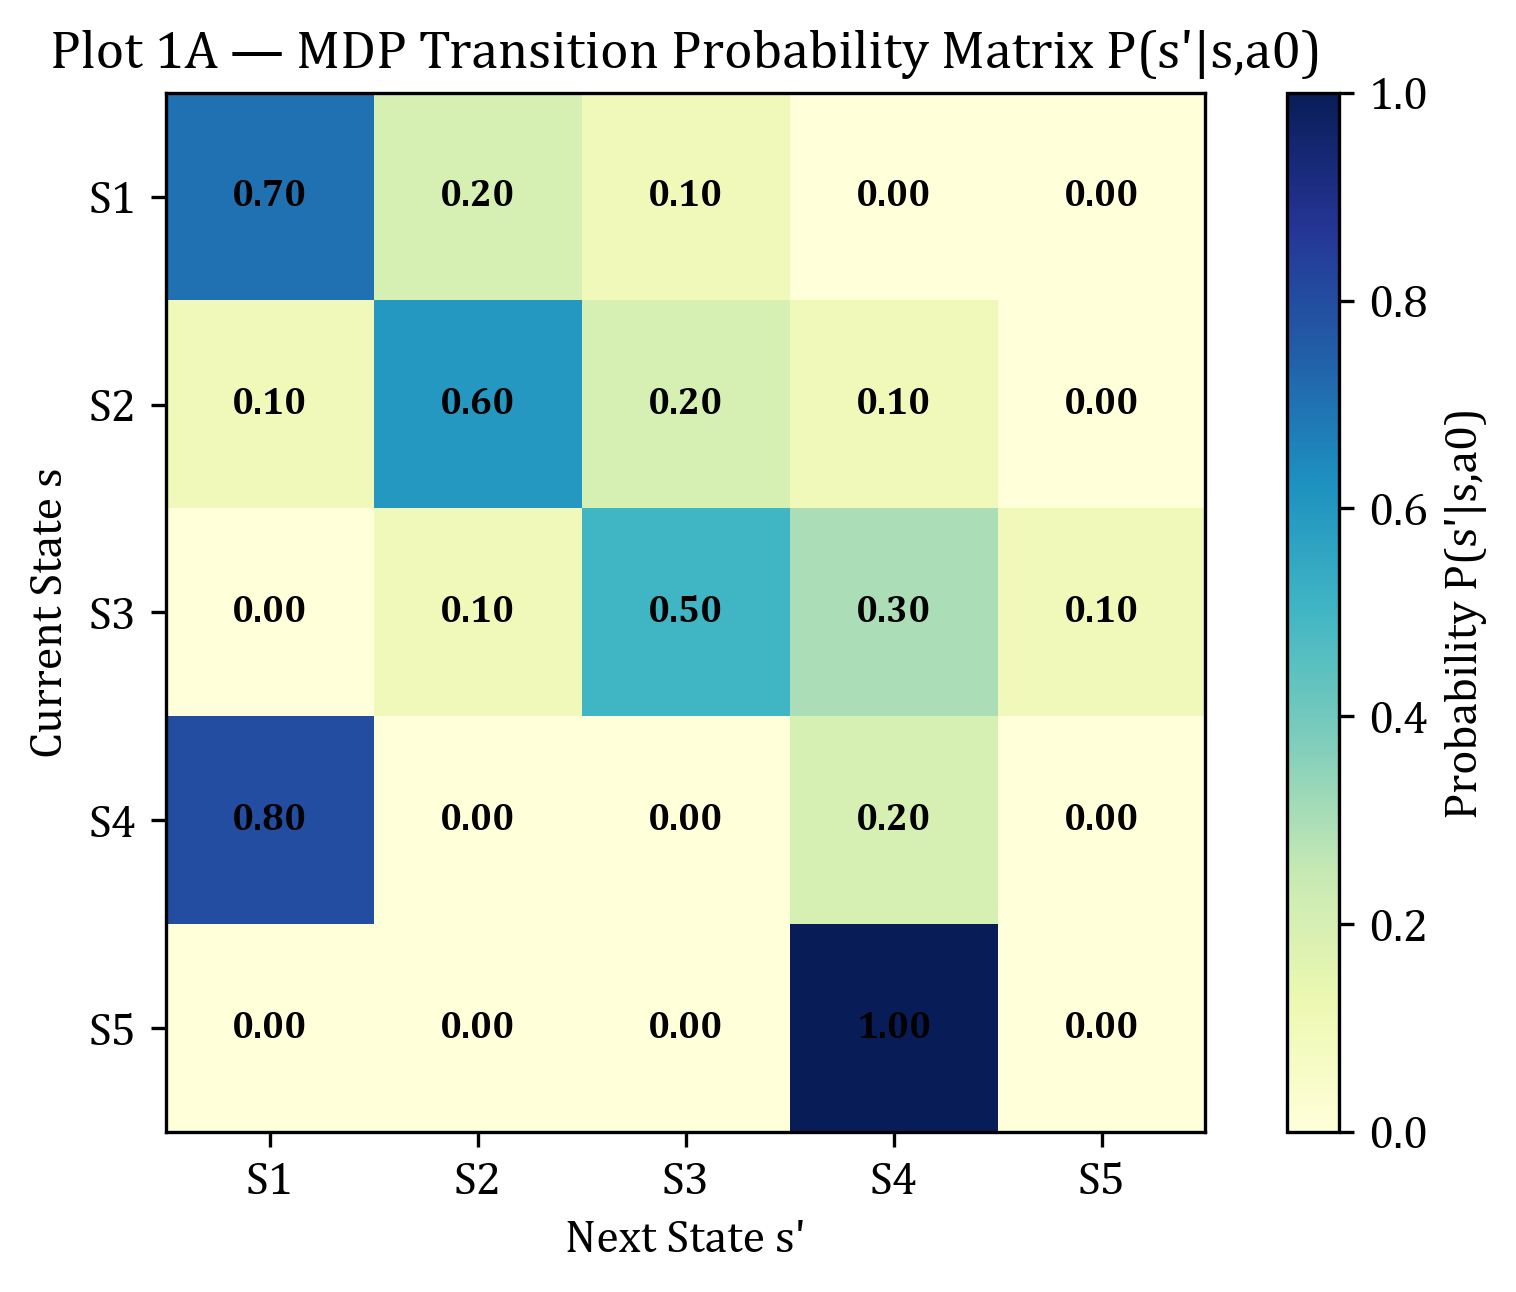 Plot 1A — MDP Transition Probability Matrix P(s'|s,a0)
S1 0.70 0.20 0.10 0.00 0.00
S2 0.10 0.60 0.20 0.10 0.00
S3 0.00 0.10 0.50 0.30 0.10
S4 0.80 0.00 0.00 0.20 0.00
S5 0.00 0.00 0.00 1.00 0.00
S1 S2 S3 S4 S5
Next State s'
Current State s
1.0
0.8
0.6
0.4
0.2
0.0
Probability P(s'|s,a0)